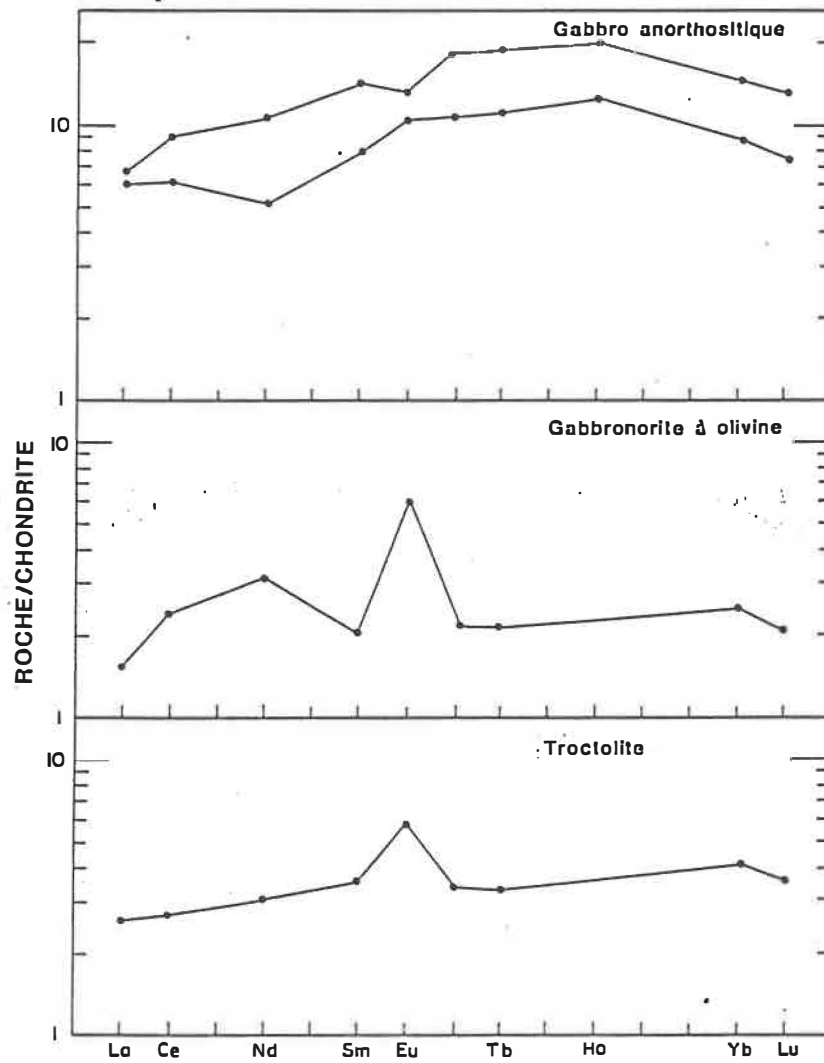 Gabbro anorthositique
10
1
ROCHE/CHONDRITE
Gabbronorite à olivine
10
1
Troctolite
10
1
La Ce Nd Sm Eu Tb Ho Yb Lu